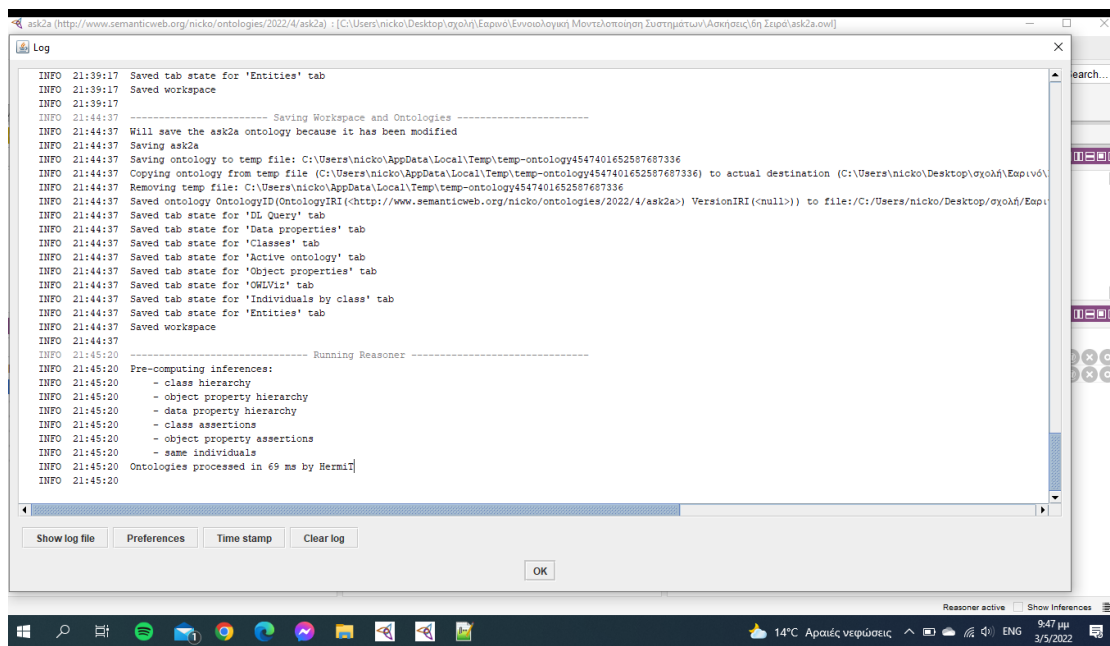 ask2a (http://www.semanticweb.org/nicko/ontologies/2022/4/ask2a) : [C:\Users\nicko\Desktop\σχολή\Εαρινό\Εννοιολογική Μοντελοποίηση Συστημάτων\Ασκήσεις\6η Σειρά\ask2a.owl]
Log
earch...
INFO 21:39:17 Saved tab state for 'Entities' tab
INFO 21:39:17 Saved workspace
INFO 21:39:17
INFO 21:44:37 ------------------------ Saving Workspace and Ontologies -----------------------
INFO 21:44:37 Will save the ask2a ontology because it has been modified
INFO 21:44:37 Saving ask2a
INFO 21:44:37 Saving ontology to temp file: C:\Users\nicko\AppData\Local\Temp\temp-ontology4547401652587687336
INFO 21:44:37 Copying ontology from temp file (C:\Users\nicko\AppData\Local\Temp\temp-ontology4547401652587687336) to actual destination (C:\Users\nicko\Desktop\σχολή\Εαρινό\
INFO 21:44:37 Removing temp file: C:\Users\nicko\AppData\Local\Temp\temp-ontology4547401652587687336
INFO 21:44:37 Saved ontology OntologyID(OntologyIRI(<http://www.semanticweb.org/nicko/ontologies/2022/4/ask2a>) VersionIRI(<null>)) to file:/C:/Users/nicko/Desktop/σχολή/Εαρι
INFO 21:44:37 Saved tab state for 'DL Query' tab
INFO 21:44:37 Saved tab state for 'Data properties' tab
INFO 21:44:37 Saved tab state for 'Classes' tab
INFO 21:44:37 Saved tab state for 'Active ontology' tab
INFO 21:44:37 Saved tab state for 'Object properties' tab
INFO 21:44:37 Saved tab state for 'OWLViz' tab
INFO 21:44:37 Saved tab state for 'Individuals by class' tab
INFO 21:44:37 Saved tab state for 'Entities' tab
INFO 21:44:37 Saved workspace
INFO 21:44:37
INFO 21:45:20 ------------------------------- Running Reasoner -------------------------------
INFO 21:45:20 Pre-computing inferences:
INFO 21:45:20 - class hierarchy
INFO 21:45:20 - object property hierarchy
INFO 21:45:20 - data property hierarchy
INFO 21:45:20 - class assertions
INFO 21:45:20 - object property assertions
INFO 21:45:20 - same individuals
INFO 21:45:20 Ontologies processed in 69 ms by HermiT
INFO 21:45:20
Show log file Preferences Time stamp Clear log
OK
Reasoner active Show Inferences
14°C Αραιές νεφώσεις ENG 9:47 μμ
3/5/2022